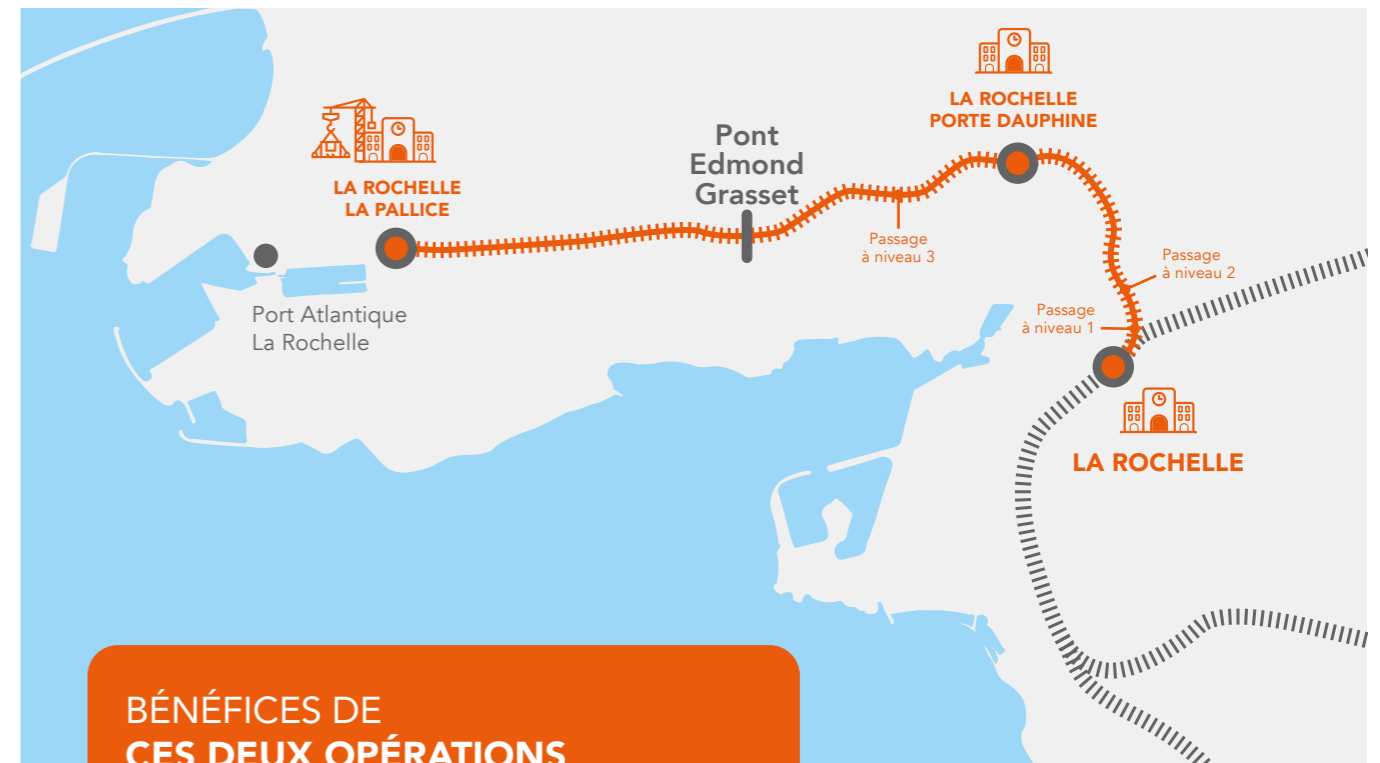 LA ROCHELLE
PORTE DAUPHINE
Pont
Edmond
Grasset
LA ROCHELLE
LA PALLICE
Passage
à niveau 3
Passage
à niveau 2
Port Atlantique
La Rochelle
Passage
à niveau 1
LA ROCHELLE
BÉNÉFICES DE
CES DEUX OPÉRATIONS